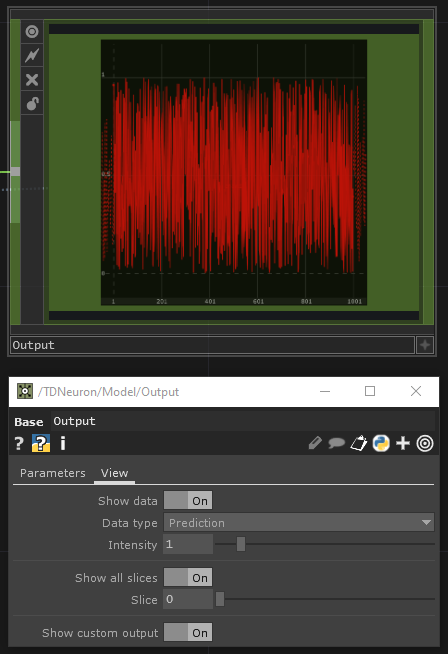 1
0.5
0
1 201 401 601 801 1001
Output
/TDNeuron/Model/Output
Base Output
? ? i
Parameters View
Show data On
Data type Prediction
Intensity 1
Show all slices On
Slice 0
Show custom output On